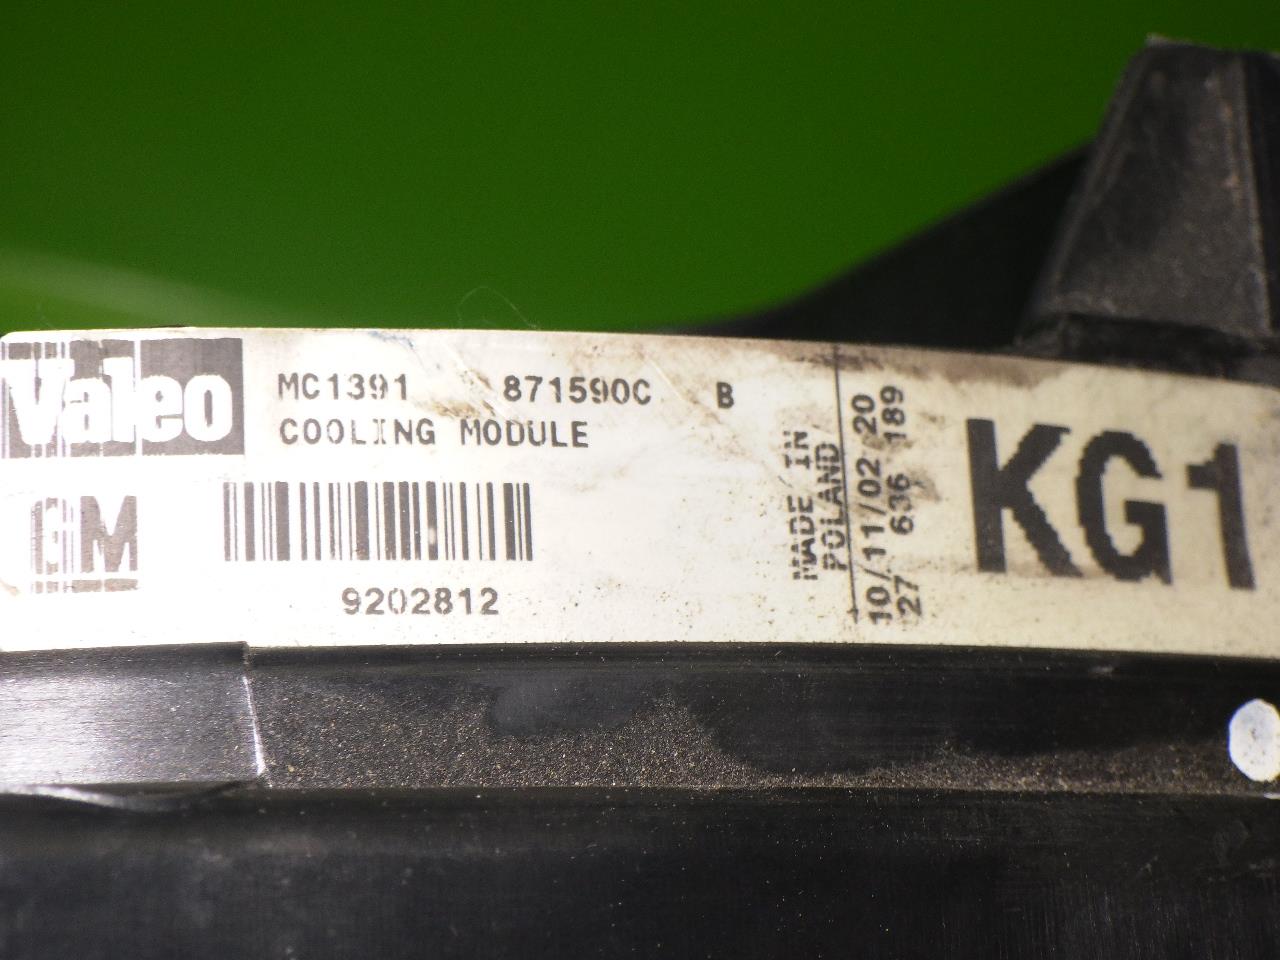 Valeo
MC1391 871590C B
COOLING MODULE
GM
9202812
MADE IN
POLAND
10/11/02 20
27 636 189
KG1